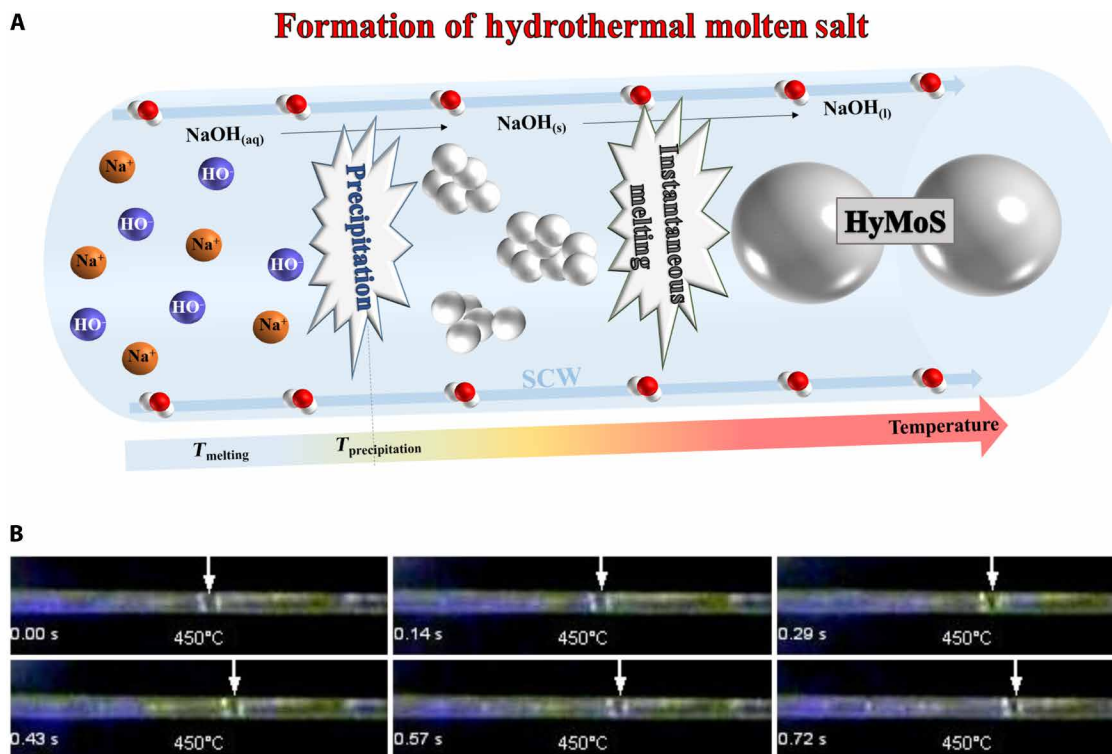 A
Formation of hydrothermal molten salt
NaOH(aq)
NaOH(s)
NaOH(l)
Na⁺
HO⁻
HO⁻
Na⁺
Na⁺
HO⁻
HO⁻
HO⁻
Na⁺
Na⁺
Precipitation
Instantaneous
melting
HyMoS
SCW
Tmelting
Tprecipitation
Temperature
B
0.00 s 450°C
0.14 s 450°C
0.29 s 450°C
0.43 s 450°C
0.57 s 450°C
0.72 s 450°C